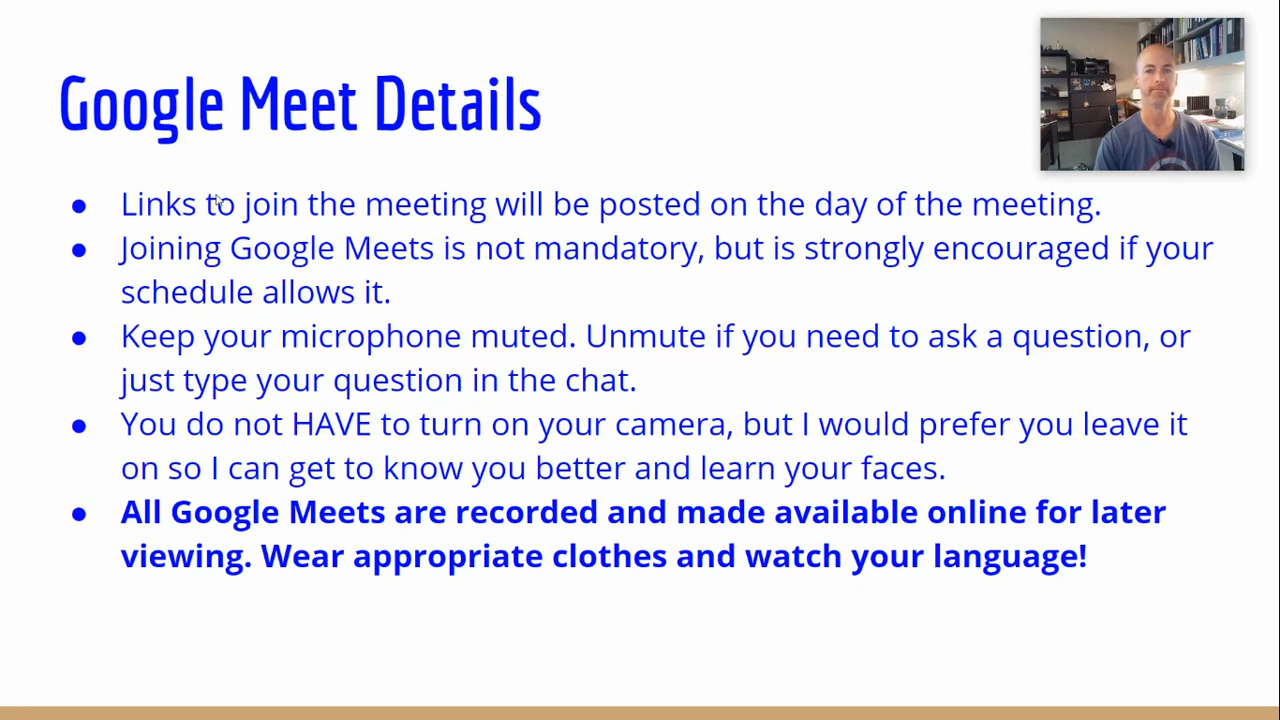 Google Meet Details
● Links to join the meeting will be posted on the day of the meeting.
● Joining Google Meets is not mandatory, but is strongly encouraged if your
schedule allows it.
● Keep your microphone muted. Unmute if you need to ask a question, or
just type your question in the chat.
● You do not HAVE to turn on your camera, but I would prefer you leave it
on so I can get to know you better and learn your faces.
● All Google Meets are recorded and made available online for later
viewing. Wear appropriate clothes and watch your language!